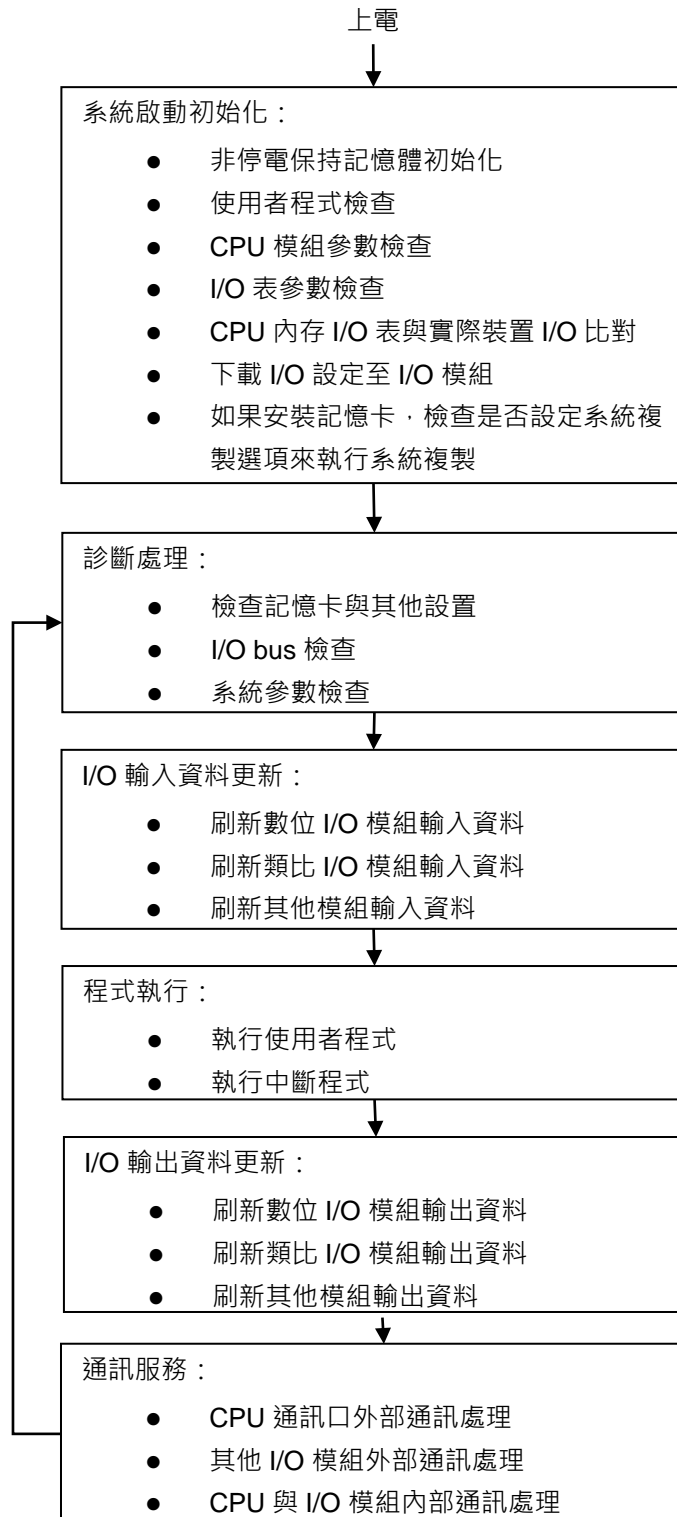 上電
系統啟動初始化：
● 非停電保持記憶體初始化
● 使用者程式檢查
● CPU 模組參數檢查
● I/O 表參數檢查
● CPU 內存 I/O 表與實際裝置 I/O 比對
● 下載 I/O 設定至 I/O 模組
● 如果安裝記憶卡，檢查是否設定系統複
製選項來執行系統複製
診斷處理：
● 檢查記憶卡與其他設置
● I/O bus 檢查
● 系統參數檢查
I/O 輸入資料更新：
● 刷新數位 I/O 模組輸入資料
● 刷新類比 I/O 模組輸入資料
● 刷新其他模組輸入資料
程式執行：
● 執行使用者程式
● 執行中斷程式
I/O 輸出資料更新：
● 刷新數位 I/O 模組輸出資料
● 刷新類比 I/O 模組輸出資料
● 刷新其他模組輸出資料
通訊服務：
● CPU 通訊口外部通訊處理
● 其他 I/O 模組外部通訊處理
● CPU 與 I/O 模組內部通訊處理